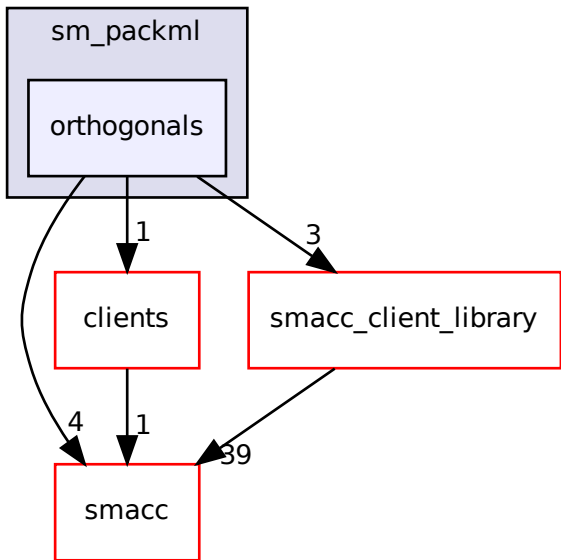 sm_packml
orthogonals
1
3
clients
smacc_client_library
4
1
39
smacc